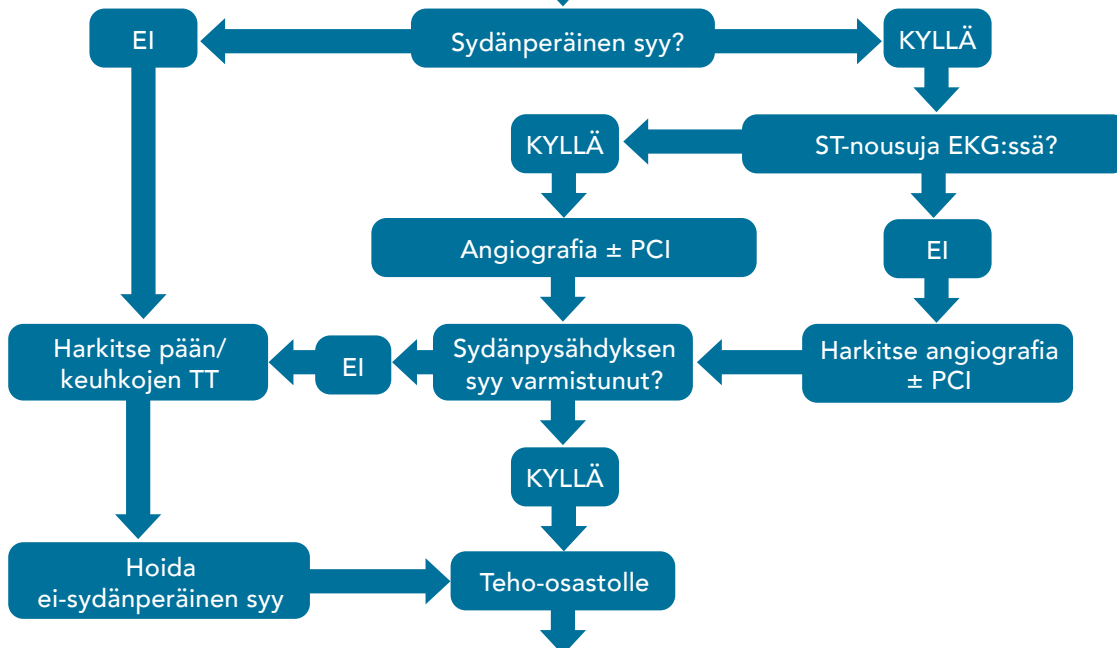 EI
Sydänperäinen syy?
KYLLÄ
KYLLÄ
ST-nousuja EKG:ssä?
Angiografia ± PCI
EI
Harkitse pään/
keuhkojen TT
EI
Sydänpysähdyksen
syy varmistunut?
Harkitse angiografia
± PCI
KYLLÄ
Hoida
ei-sydänperäinen syy
Teho-osastolle